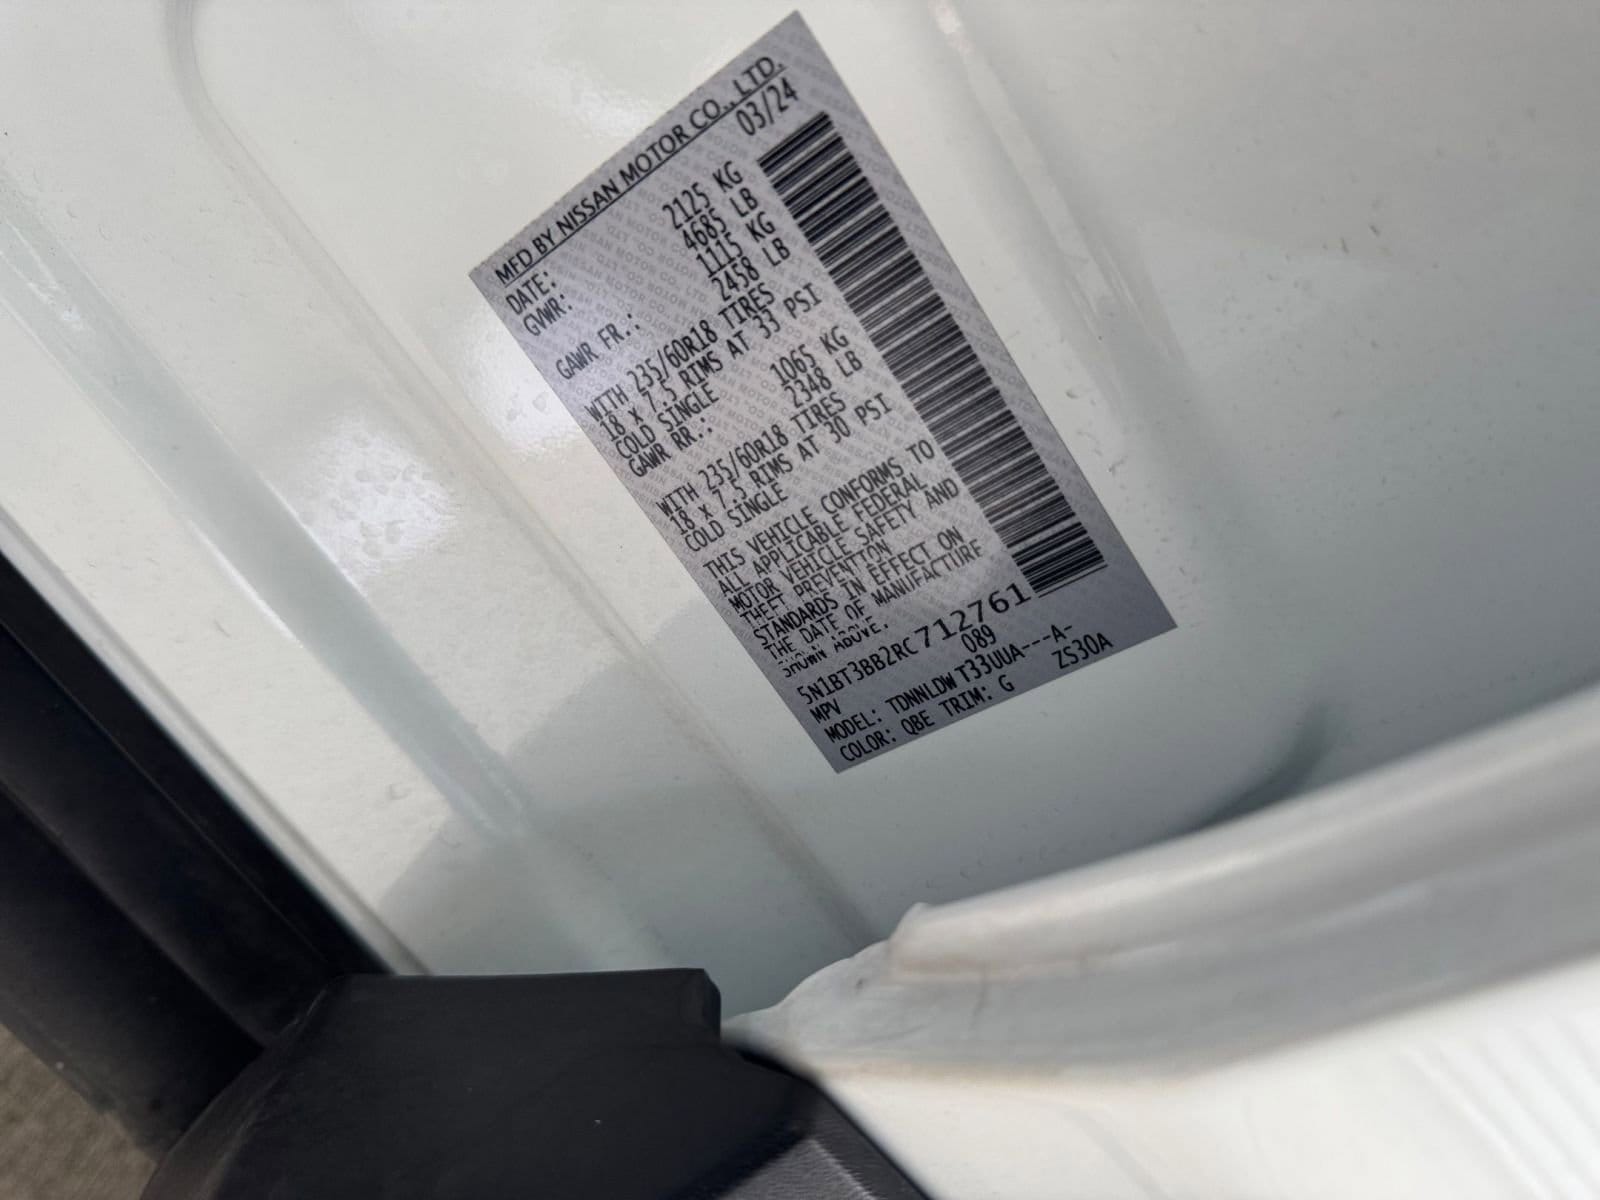 MFD BY NISSAN MOTOR CO., LTD.
DATE: 03/24
GVWR: 2125 KG
4685 LB
GAWR FR.: 1115 KG
2458 LB
WITH 235/60R18 TIRES
18 X 7.5 RIMS AT 33 PSI
COLD SINGLE
GAWR RR.: 1065 KG
2348 LB
WITH 235/60R18 TIRES
18 X 7.5 RIMS AT 30 PSI
COLD SINGLE
THIS VEHICLE CONFORMS TO
ALL APPLICABLE FEDERAL
MOTOR VEHICLE SAFETY AND
THEFT PREVENTION
STANDARDS IN EFFECT ON
THE DATE OF MANUFACTURE
SHOWN ABOVE.
5N1BT3BB2RC712761
MPV 089
MODEL: TDNNLDWT33UUA---A-
COLOR: QBE TRIM: G ZS30A